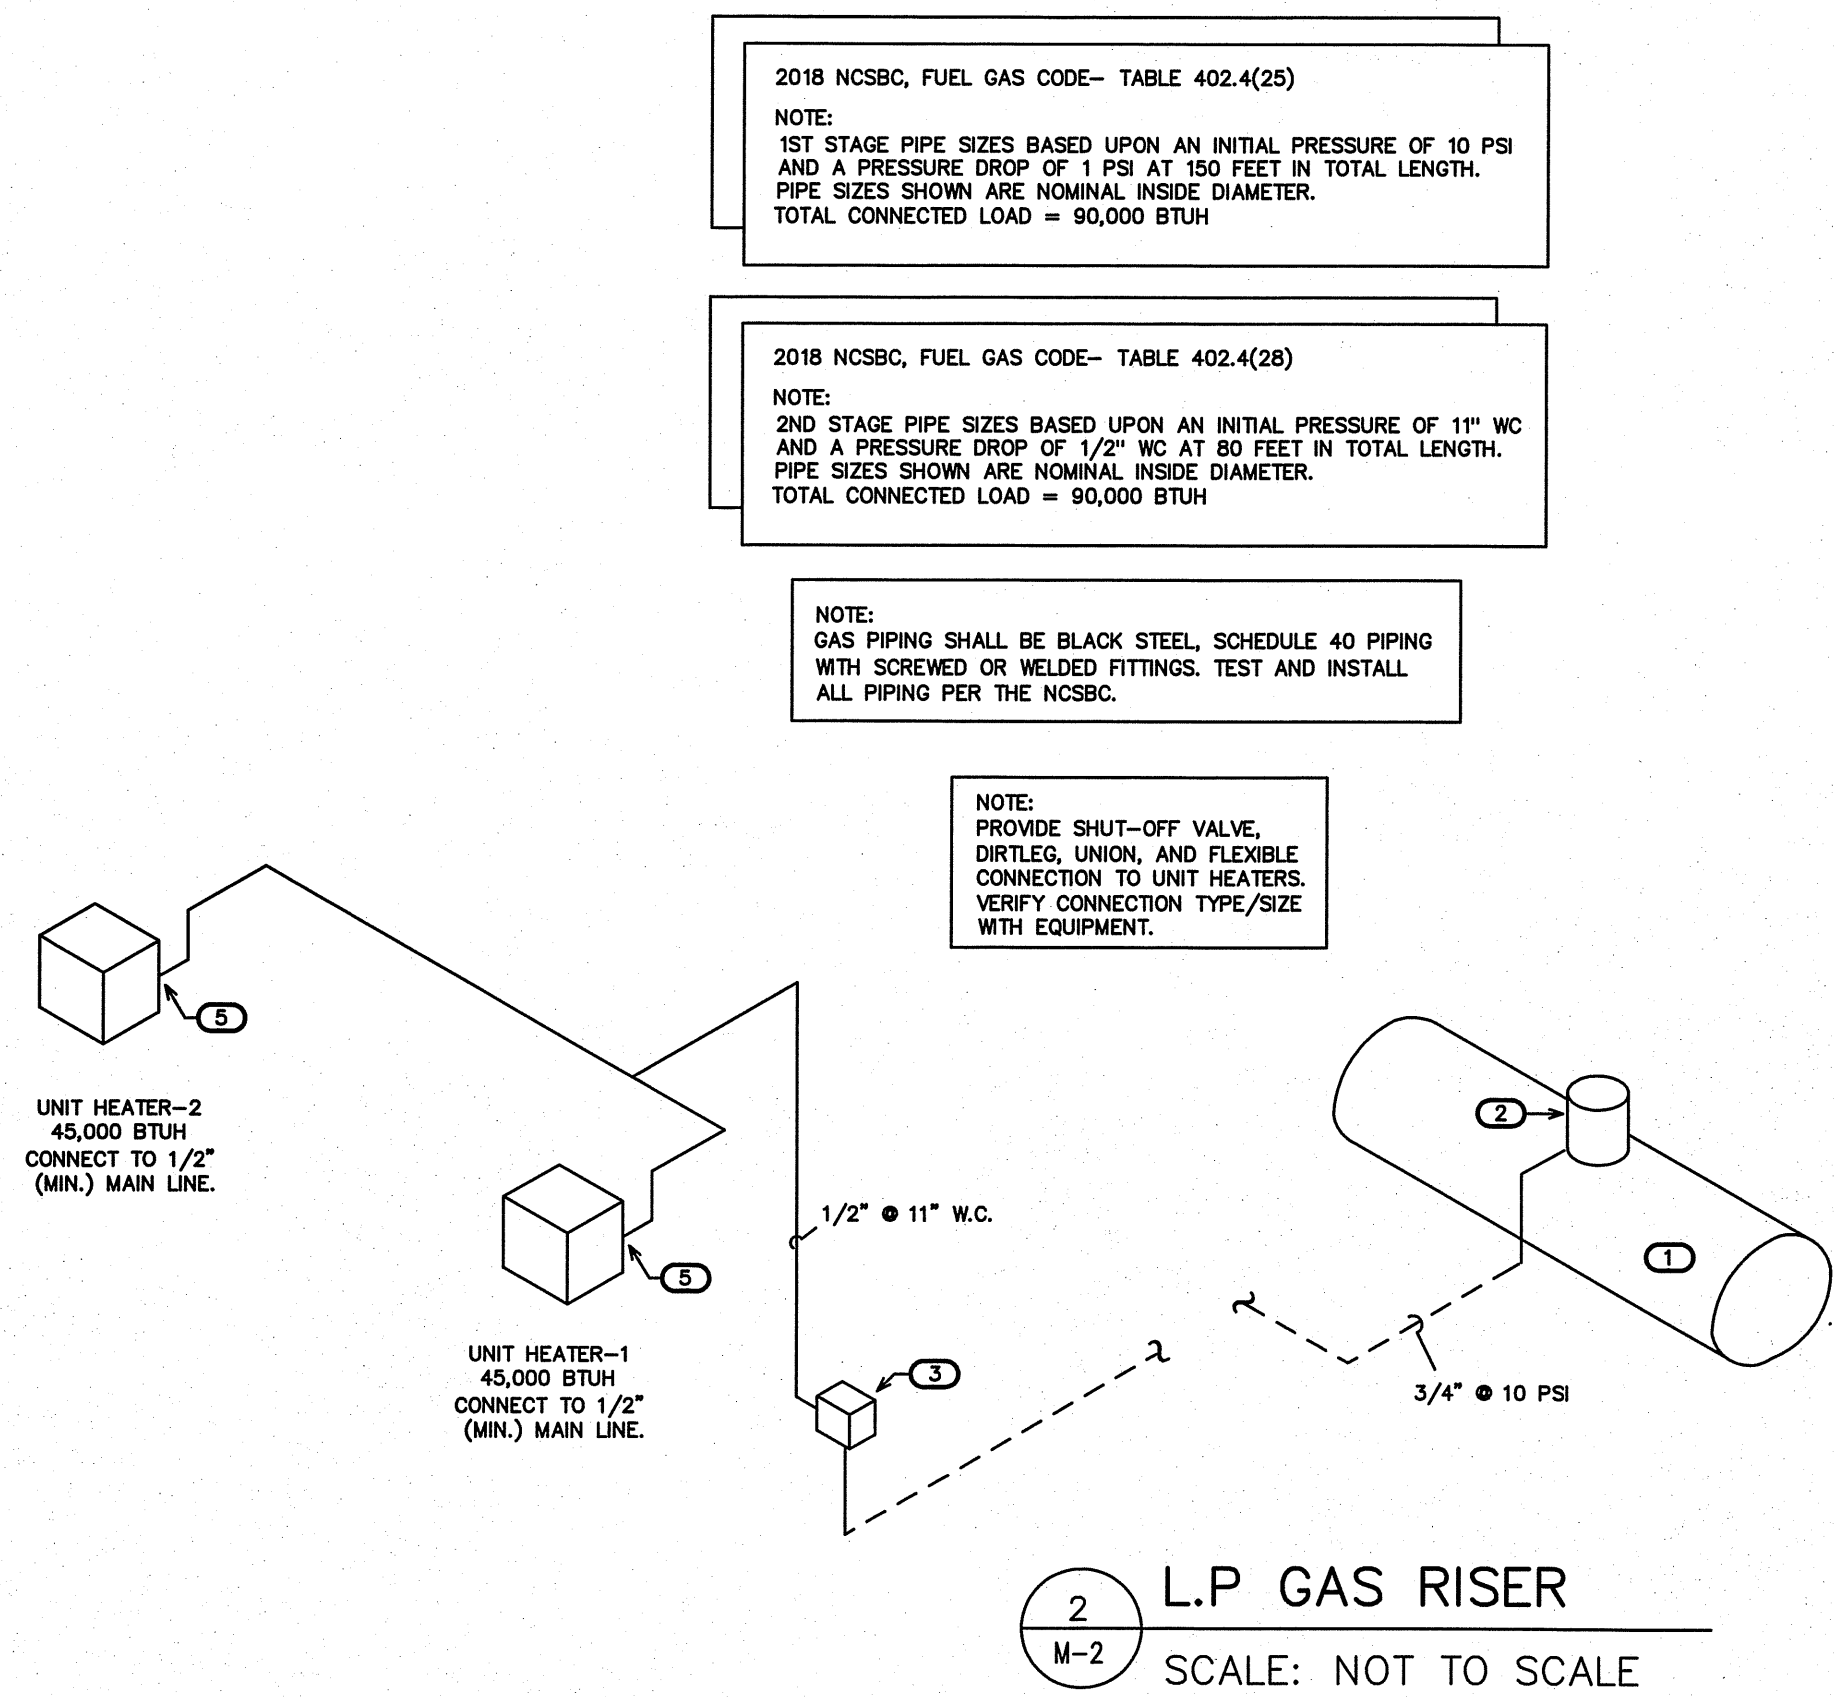 2018 NCSBC, FUEL GAS CODE- TABLE 402.4(25)
NOTE:
1ST STAGE PIPE SIZES BASED UPON AN INITIAL PRESSURE OF 10 PSI
AND A PRESSURE DROP OF 1 PSI AT 150 FEET IN TOTAL LENGTH.
PIPE SIZES SHOWN ARE NOMINAL INSIDE DIAMETER.
TOTAL CONNECTED LOAD = 90,000 BTUH
2018 NCSBC, FUEL GAS CODE- TABLE 402.4(28)
NOTE:
2ND STAGE PIPE SIZES BASED UPON AN INITIAL PRESSURE OF 11" WC
AND A PRESSURE DROP OF 1/2" WC AT 80 FEET IN TOTAL LENGTH.
PIPE SIZES SHOWN ARE NOMINAL INSIDE DIAMETER.
TOTAL CONNECTED LOAD = 90,000 BTUH
NOTE:
GAS PIPING SHALL BE BLACK STEEL, SCHEDULE 40 PIPING
WITH SCREWED OR WELDED FITTINGS. TEST AND INSTALL
ALL PIPING PER THE NCSBC.
NOTE:
PROVIDE SHUT-OFF VALVE,
DIRTLEG, UNION, AND FLEXIBLE
CONNECTION TO UNIT HEATERS.
VERIFY CONNECTION TYPE/SIZE
WITH EQUIPMENT.
5
UNIT HEATER-2
45,000 BTUH
CONNECT TO 1/2"
(MIN.) MAIN LINE.
2
1/2" @ 11" W.C.
1
5
UNIT HEATER-1
45,000 BTUH
CONNECT TO 1/2"
(MIN.) MAIN LINE.
3
3/4" @ 10 PSI
2
M-2
L.P GAS RISER
SCALE: NOT TO SCALE